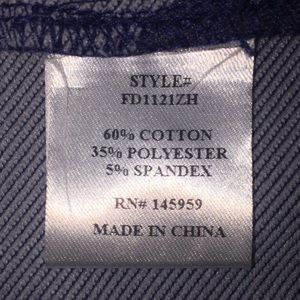 STYLE#
FD1121ZH
60% COTTON
35% POLYESTER
5% SPANDEX
RN# 145959
MADE IN CHINA